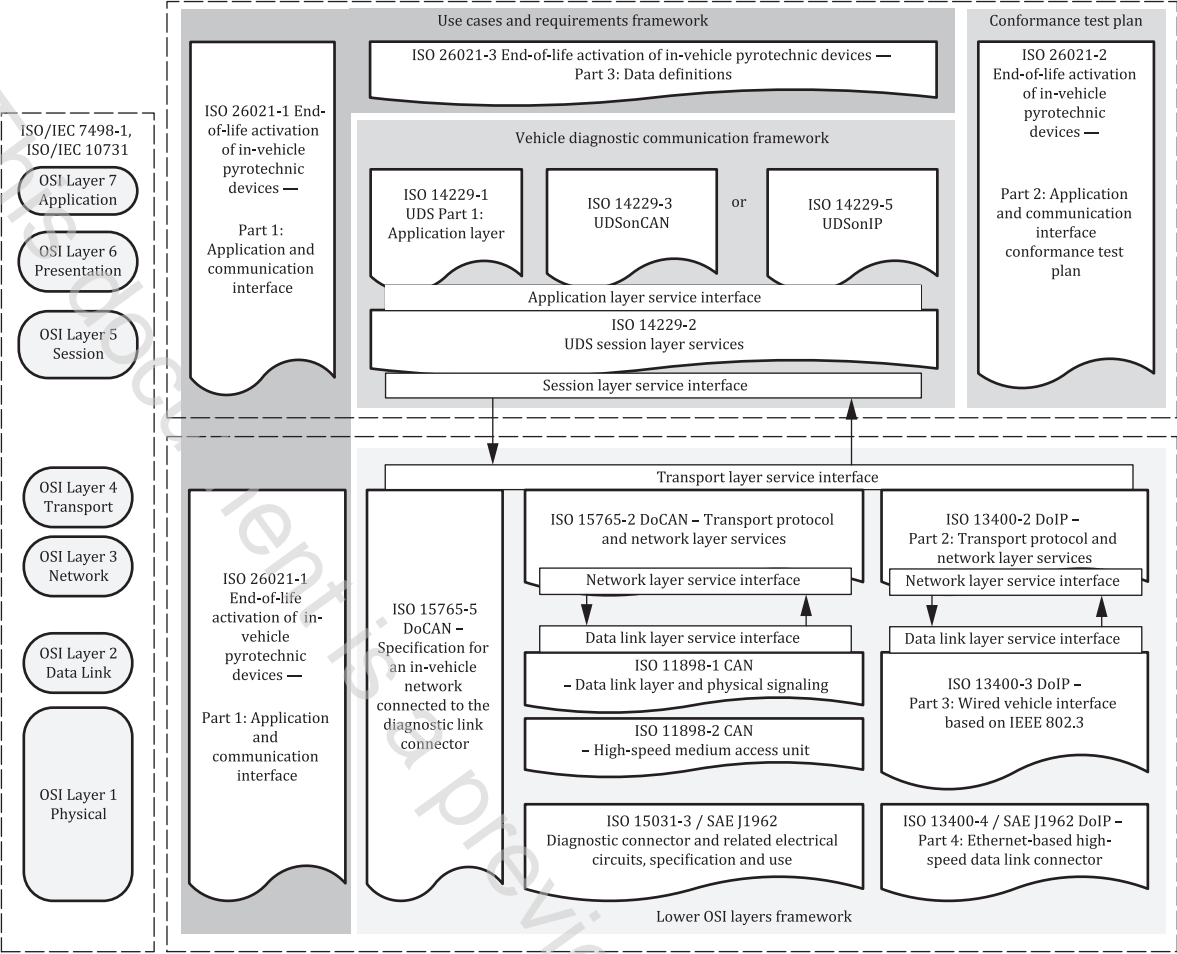 Use cases and requirements framework
Conformance test plan
ISO 26021-3 End-of-life activation of in-vehicle pyrotechnic devices —
Part 3: Data definitions
ISO 26021-2
End-of-life activation
of in-vehicle
pyrotechnic
devices —
Part 2: Application
and communication
interface
conformance test
plan
ISO 26021-1 End-
of-life activation
of in-vehicle
pyrotechnic
devices —
Part 1:
Application and
communication
interface
ISO/IEC 7498-1,
ISO/IEC 10731
OSI Layer 7
Application
OSI Layer 6
Presentation
OSI Layer 5
Session
Vehicle diagnostic communication framework
ISO 14229-1
UDS Part 1:
Application layer
ISO 14229-3
UDSonCAN
or
ISO 14229-5
UDSonIP
Application layer service interface
ISO 14229-2
UDS session layer services
Session layer service interface
OSI Layer 4
Transport
OSI Layer 3
Network
OSI Layer 2
Data Link
OSI Layer 1
Physical
ISO 26021-1
End-of-life
activation of in-
vehicle
pyrotechnic
devices —
Part 1: Application
and
communication
interface
Transport layer service interface
ISO 15765-5
DoCAN –
Specification for
an in-vehicle
network
connected to the
diagnostic link
connector
ISO 15765-2 DoCAN – Transport protocol
and network layer services
Network layer service interface
Data link layer service interface
ISO 11898-1 CAN
– Data link layer and physical signaling
ISO 11898-2 CAN
– High-speed medium access unit
ISO 15031-3 / SAE J1962
Diagnostic connector and related electrical
circuits, specification and use
ISO 13400-2 DoIP –
Part 2: Transport protocol and
network layer services
Network layer service interface
Data link layer service interface
ISO 13400-3 DoIP –
Part 3: Wired vehicle interface
based on IEEE 802.3
ISO 13400-4 / SAE J1962 DoIP –
Part 4: Ethernet-based high-
speed data link connector
Lower OSI layers framework
This document is a preview